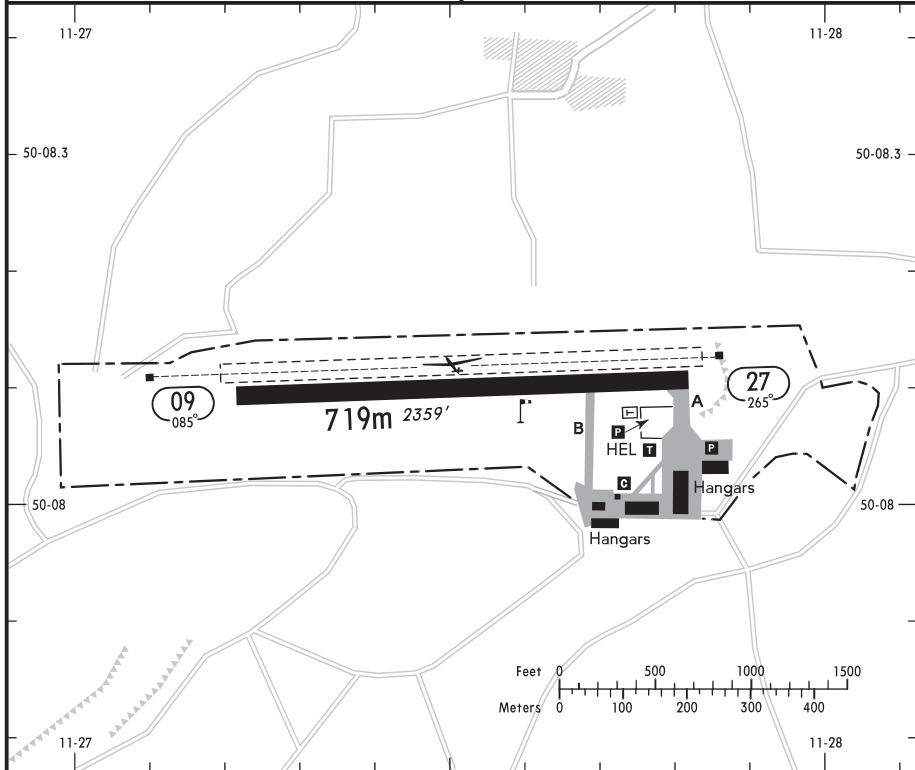 11-27 11-28
50-08.3 50-08.3
09
085°
27
265°
719m 2359'
A
B
T
P
HEL
T
P
C
50-08 50-08
Hangars
Hangars
Feet 0 500 1000 1500
Meters 0 100 200 300 400
11-27 11-28